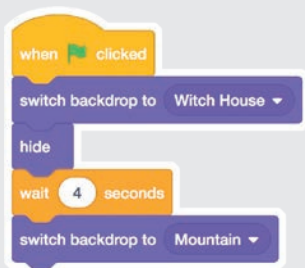 when clicked
switch backdrop to Witch House
hide
wait 4 seconds
switch backdrop to Mountain